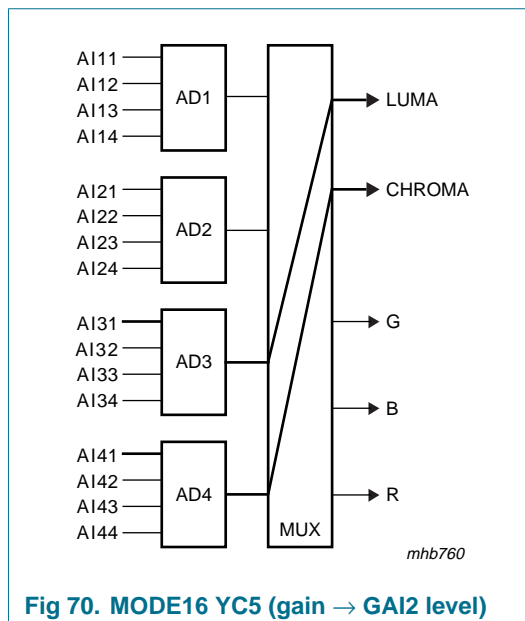 AI11
AI12
AI13
AI14
AD1
LUMA
CHROMA
AI21
AI22
AI23
AI24
AD2
AI31
AI32
AI33
AI34
AD3
G
B
AI41
AI42
AI43
AI44
AD4
R
MUX
mhb760
Fig 70. MODE16 YC5 (gain → GAI2 level)